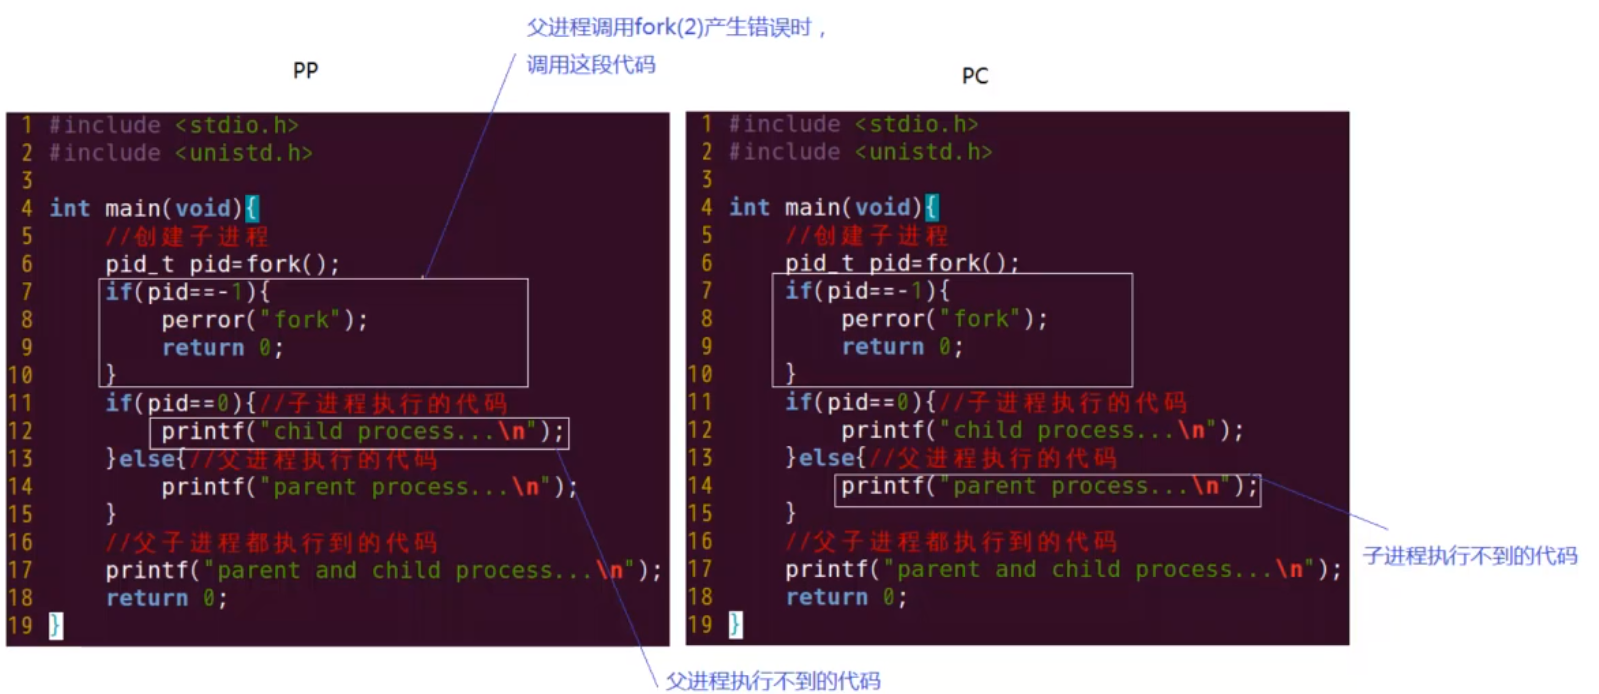 父进程调用fork(2)产生错误时，
调用这段代码
PP
PC
1 #include <stdio.h>
2 #include <unistd.h>
3
4 int main(void){
5     //创建子进程
6     pid_t pid=fork();
7     if(pid==-1){
8         perror("fork");
9         return 0;
10     }
11     if(pid==0){//子进程执行的代码
12         printf("child process...\n");
13     }else{//父进程执行的代码
14         printf("parent process...\n");
15     }
16     //父子进程都执行到的代码
17     printf("parent and child process...\n");
18     return 0;
19 }
父进程执行不到的代码
1 #include <stdio.h>
2 #include <unistd.h>
3
4 int main(void){
5     //创建子进程
6     pid_t pid=fork();
7     if(pid==-1){
8         perror("fork");
9         return 0;
10     }
11     if(pid==0){//子进程执行的代码
12         printf("child process...\n");
13     }else{//父进程执行的代码
14         printf("parent process...\n");
15     }
16     //父子进程都执行到的代码
17     printf("parent and child process...\n");
18     return 0;
19 }
子进程执行不到的代码